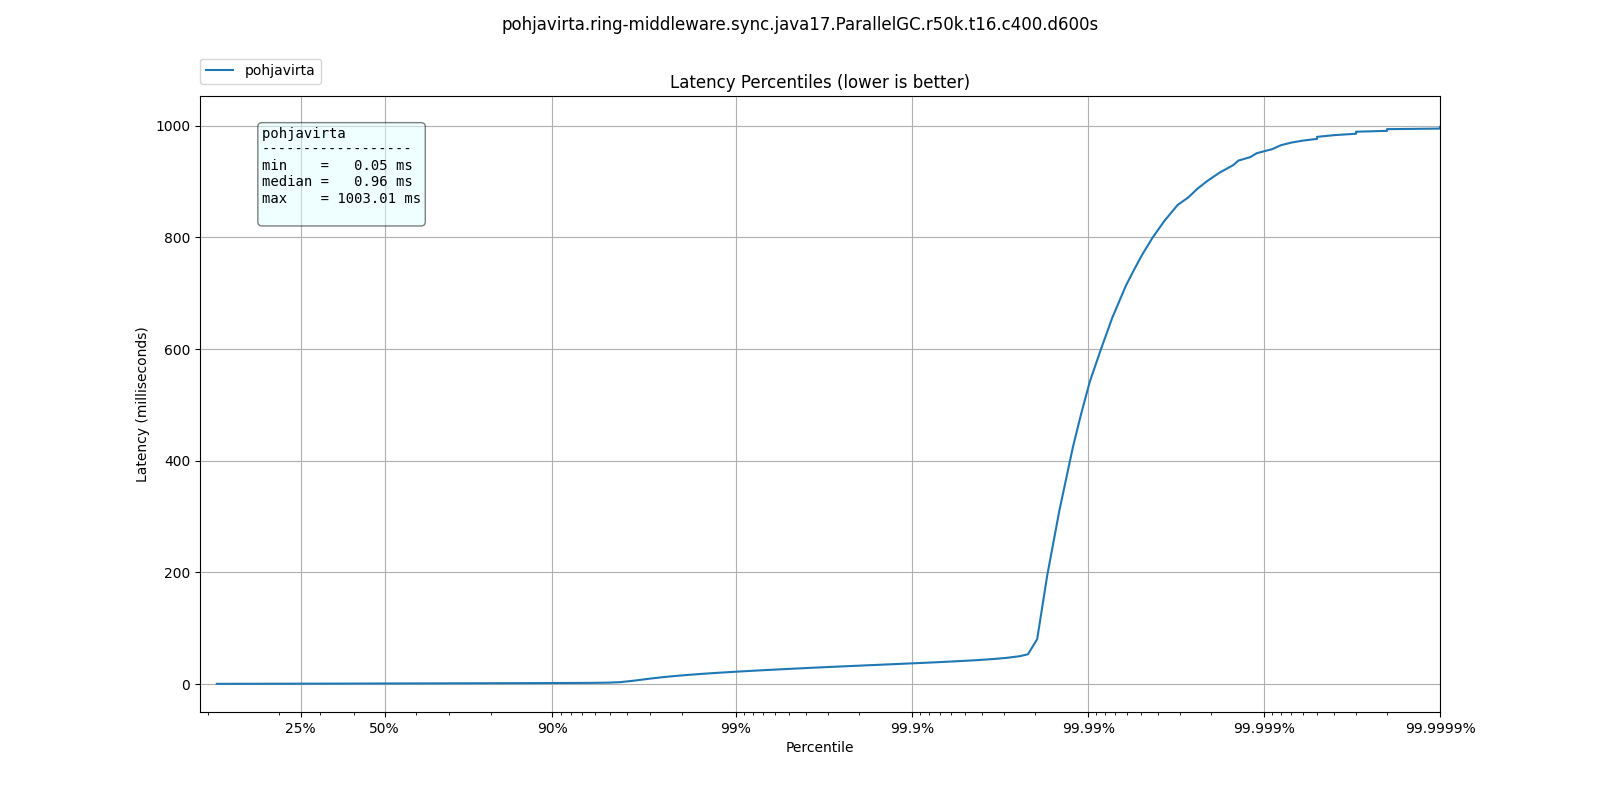 pohjavirta.ring-middleware.sync.java17.ParallelGC.r50k.t16.c400.d600s
pohjavirta
Latency Percentiles (lower is better)
1000
800
600
400
200
0
Latency (milliseconds)
pohjavirta
------------------
min    =   0.05 ms
median =   0.96 ms
max    = 1003.01 ms
25% 50% 90% 99% 99.9% 99.99% 99.999% 99.9999%
Percentile